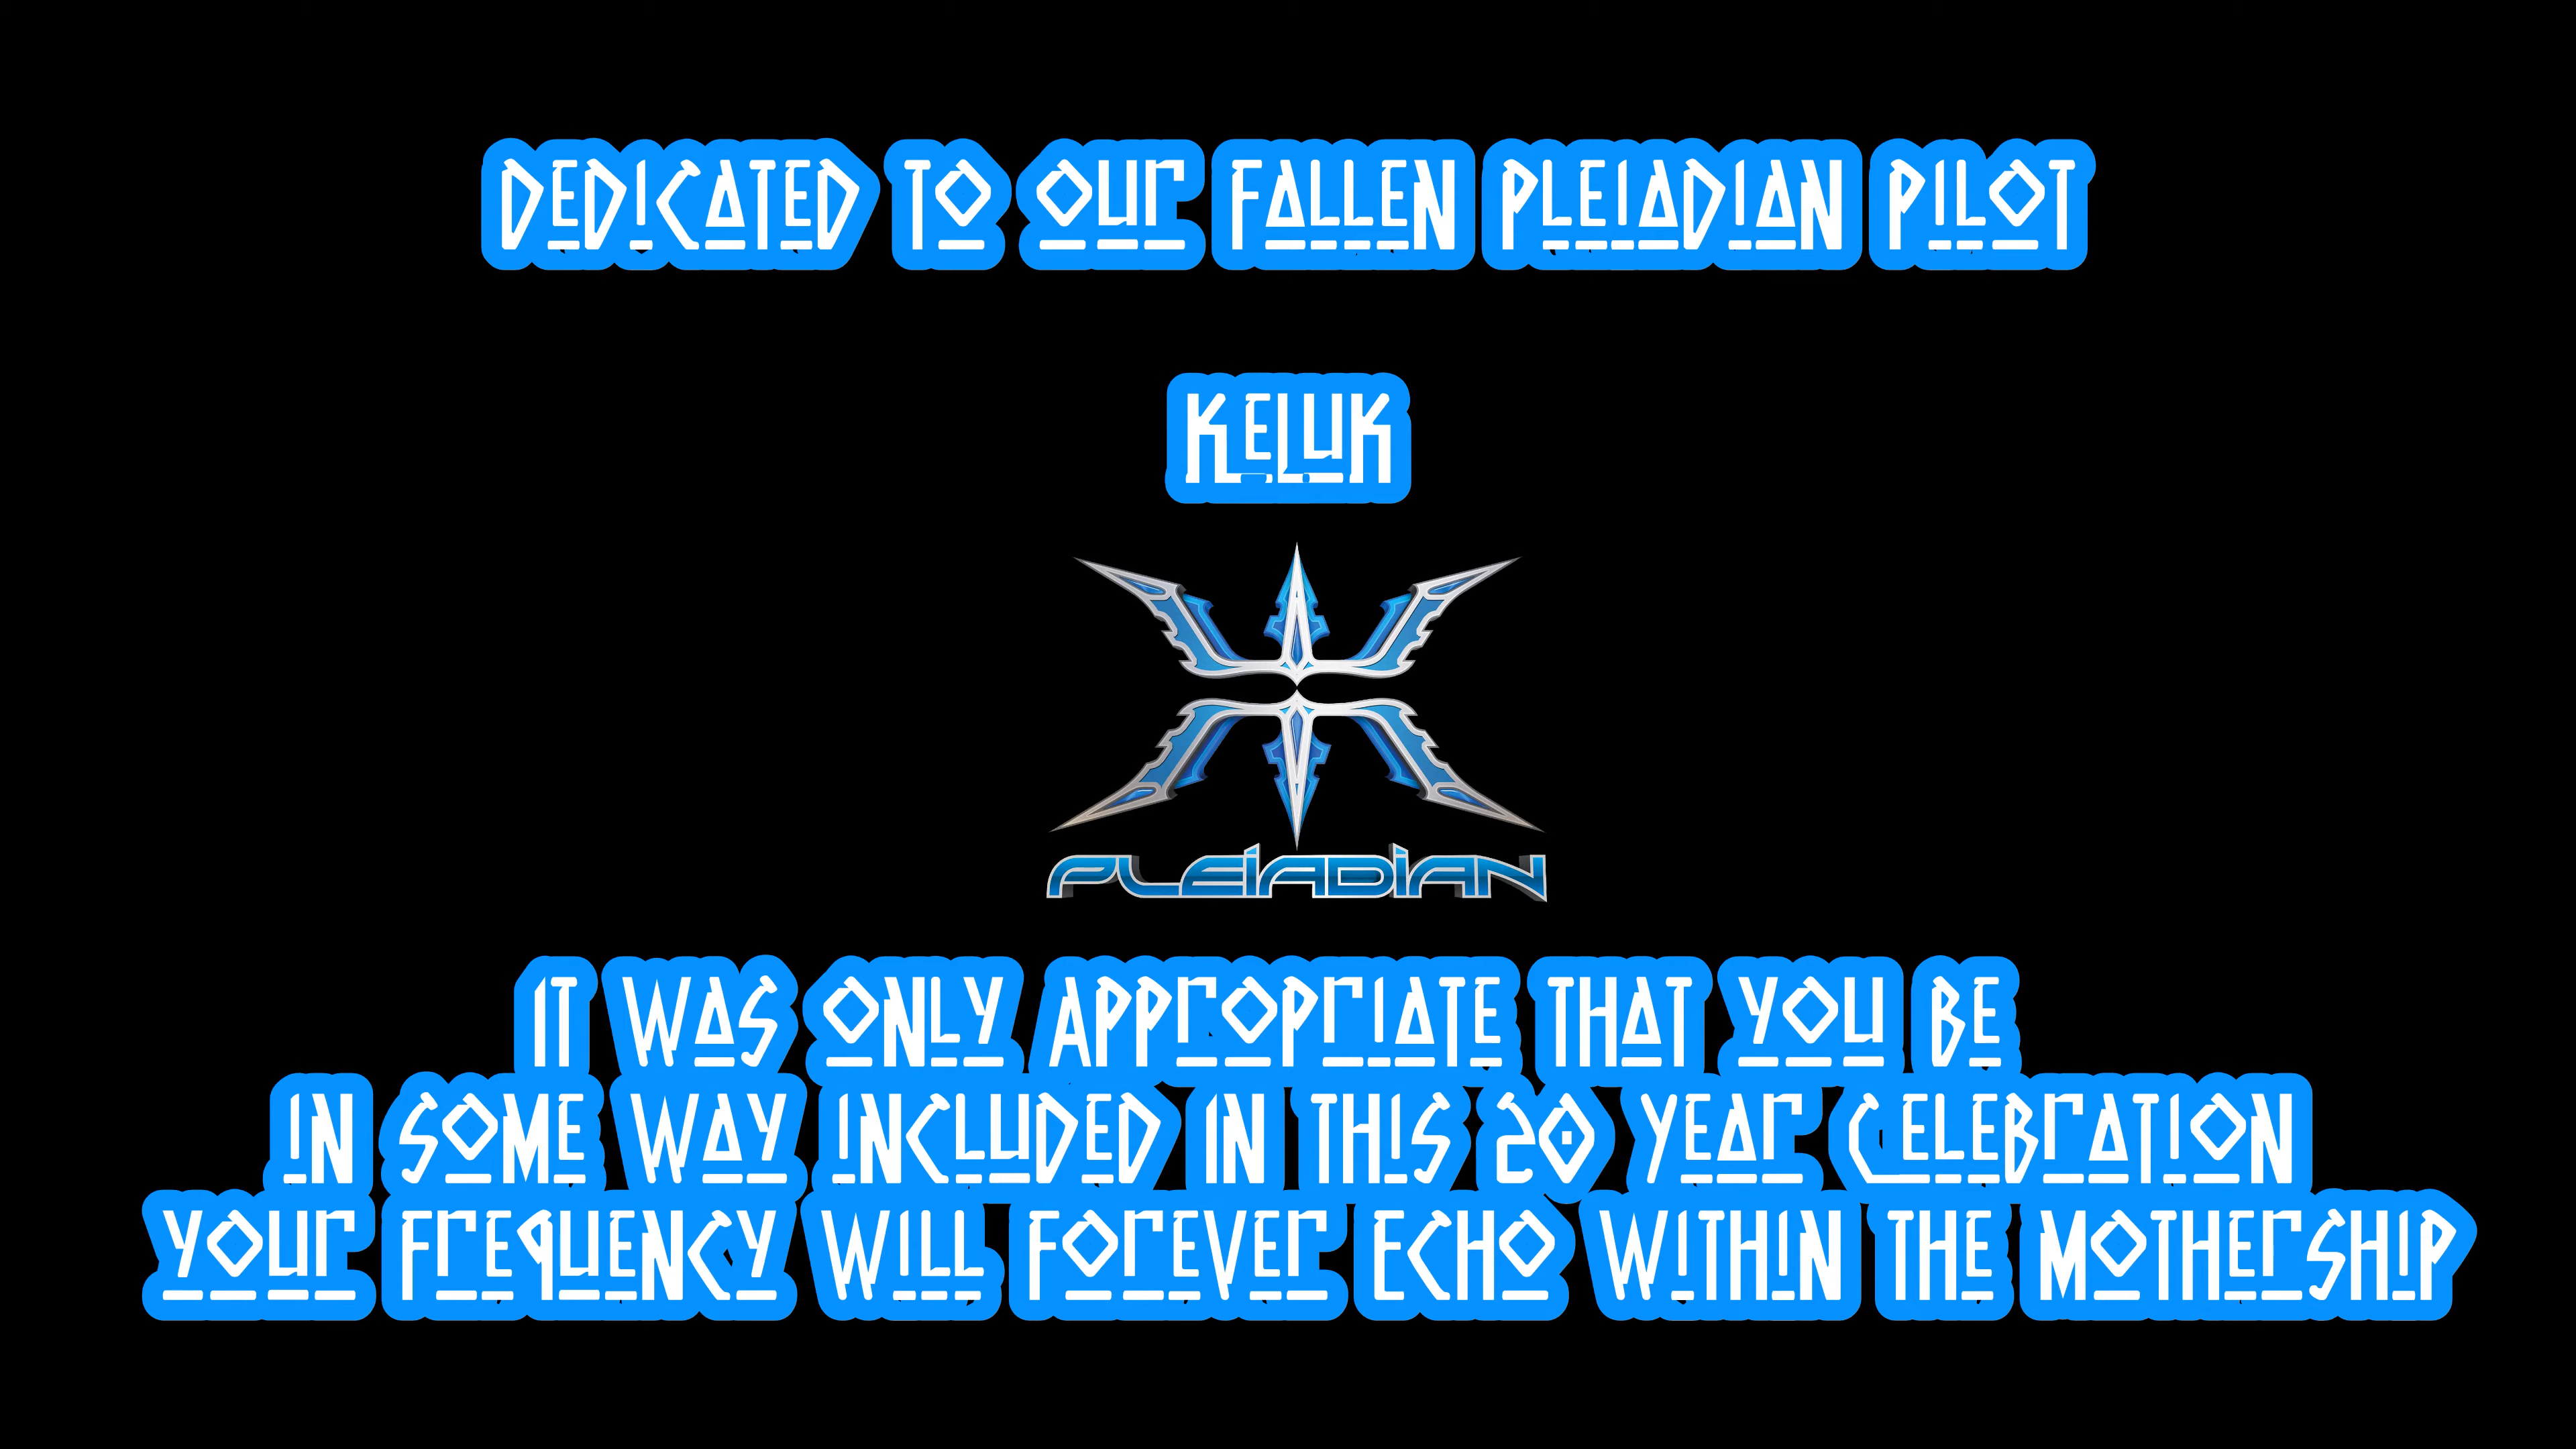 DEDICATED TO OUR FALLEN PLEIADIAN PILOT
KELUK
PLEIADIAN
IT WAS ONLY APPROPRIATE THAT YOU BE
IN SOME WAY INCLUDED IN THIS 20 YEAR CELEBRATION
YOUR FREQUENCY WILL FOREVER ECHO WITHIN THE MOTHERSHIP